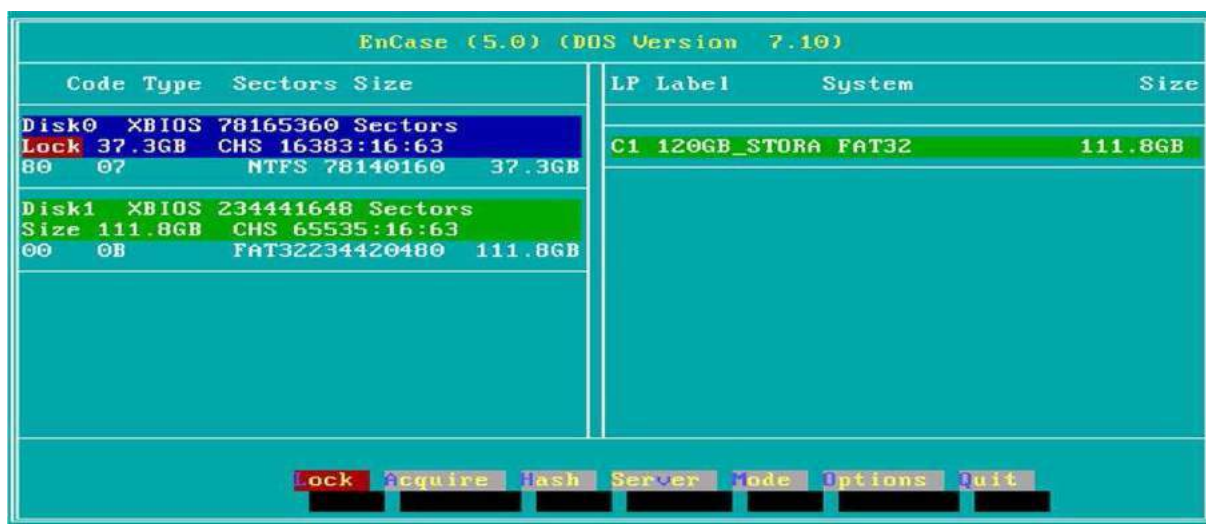 EnCase (5.0) (DOS Version 7.10)
Code Type Sectors Size
Disk0 XBIOS 78165360 Sectors
Lock 37.3GB CHS 16383:16:63
80 07 NTFS 78140160 37.3GB
Disk1 XBIOS 234441648 Sectors
Size 111.8GB CHS 65535:16:63
00 0B FAT32234420480 111.8GB
LP Label System Size
C1 120GB_STORA FAT32 111.8GB
Lock Acquire Hash Server Mode Options Quit